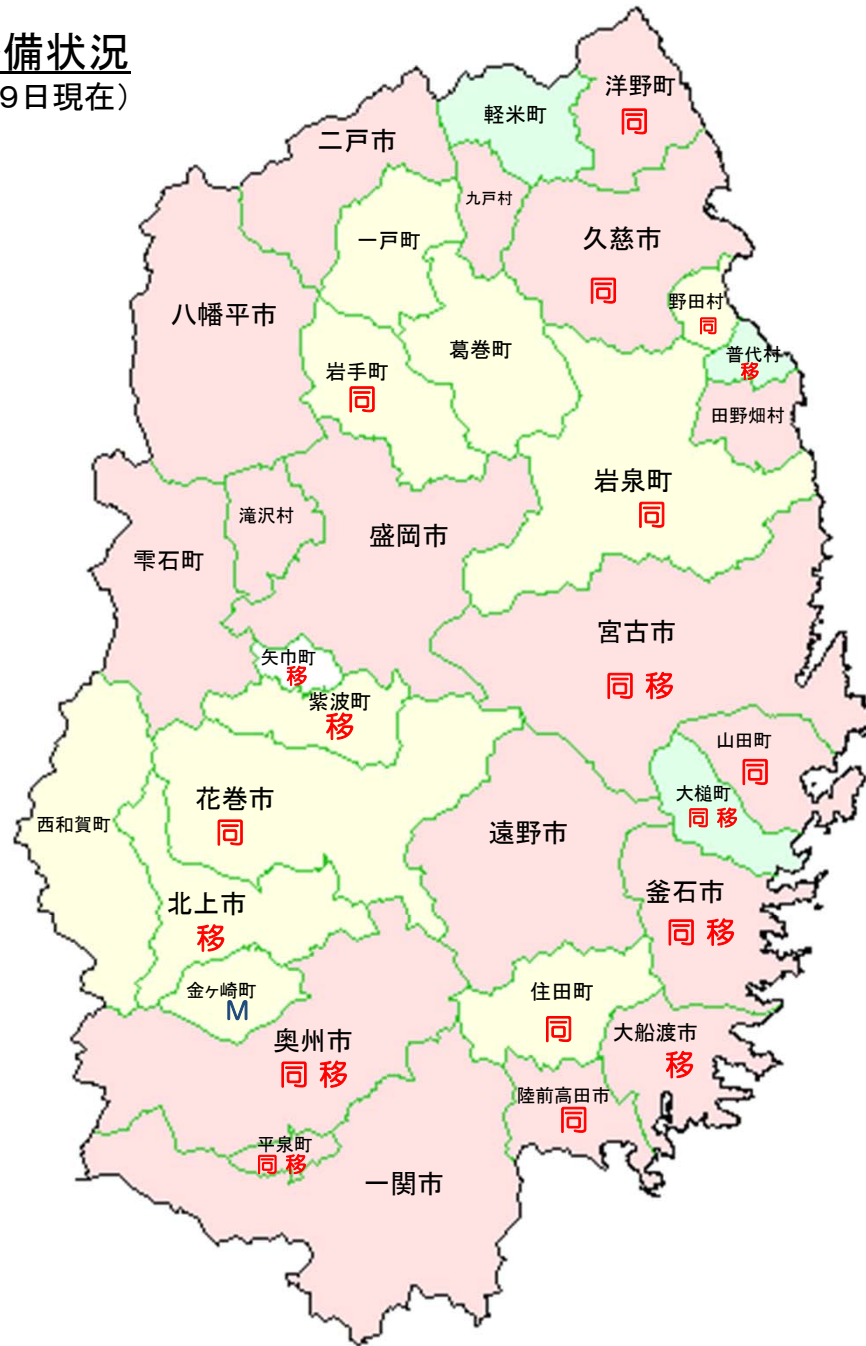 備状況
9日現在）
洋野町
同
軽米町
二戸市
九戸村
久慈市
同
一戸町
野田村
同
八幡平市
葛巻町
普代村
移
岩手町
同
田野畑村
岩泉町
同
滝沢村
盛岡市
雫石町
宮古市
同 移
矢巾町
移
紫波町
移
山田町
同
大槌町
同 移
花巻市
同
西和賀町
遠野市
釜石市
同 移
北上市
移
金ヶ崎町
M
住田町
同
奥州市
同 移
大船渡市
移
陸前高田市
同
平泉町
同 移
一関市